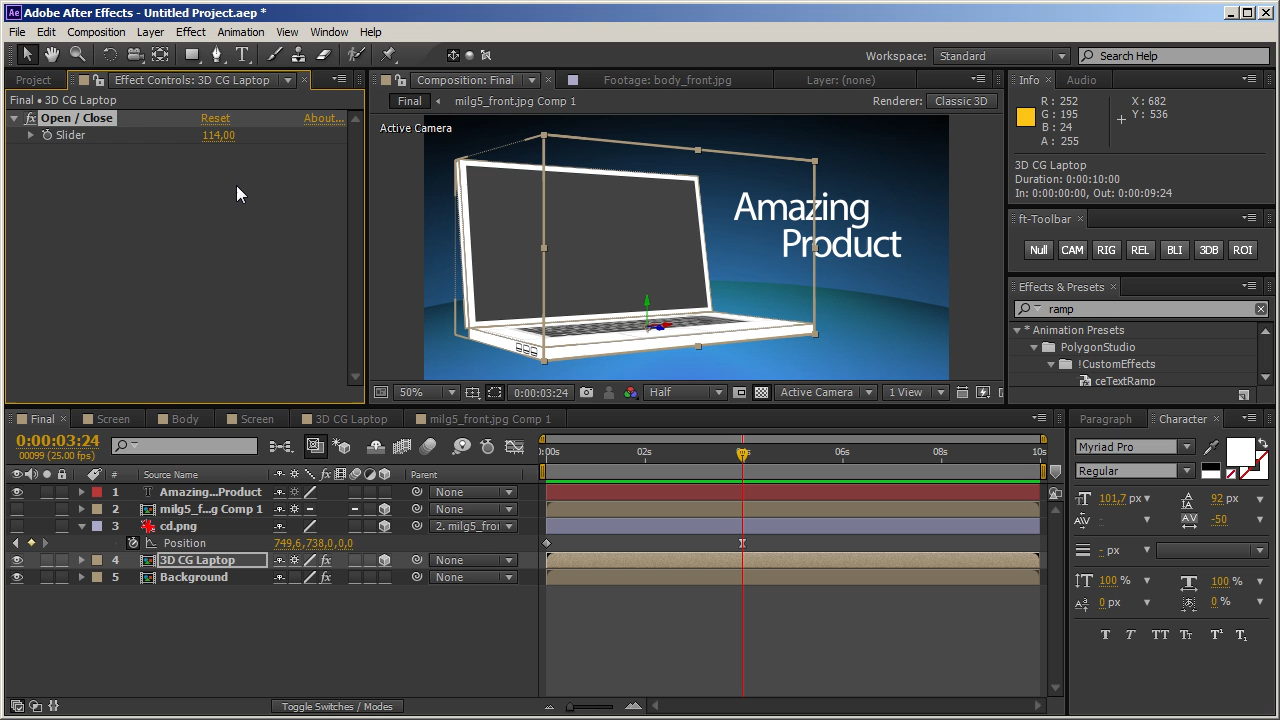 Adobe After Effects - Untitled Project.aep *
File Edit Composition Layer Effect Animation View Window Help
Workspace: Standard Search Help
Project Effect Controls: 3D CG Laptop Composition: Final Footage: body_front.jpg Layer: (none) Info Audio
Final • 3D CG Laptop
Final milg5_front.jpg Comp 1 Renderer: Classic 3D
Open / Close Reset About...
Slider 114,00
Active Camera
Amazing
Product
R: 252
G: 195
B: 24
A: 255
X: 682
Y: 536
3D CG Laptop
Duration: 0:00:10:00
In: 0:00:00:00, Out: 0:00:09:24
ft-Toolbar
Null CAM RIG REL BLI 3DB ROI
Effects & Presets
ramp
* Animation Presets
PolygonStudio
!CustomEffects
ceTextRamp
50% 0:00:03:24 Half Active Camera 1 View
Final Screen Body Screen 3D CG Laptop milg5_front.jpg Comp 1
0:00:03:24
00099 (25.00 fps)
0:00s 02s 06s 08s 10s
# Source Name Parent
1 Amazing...Product None
2 milg5_f...g Comp 1 None
3 cd.png 2. milg5_froi
Position 749,6,738,0,0,0
4 3D CG Laptop None
5 Background None
Toggle Switches / Modes
Paragraph Character
Myriad Pro
Regular
101,7 px 92 px
-50
- px
100 % 100 %
0 px 0 %
T T TT Tt T¹ T₁